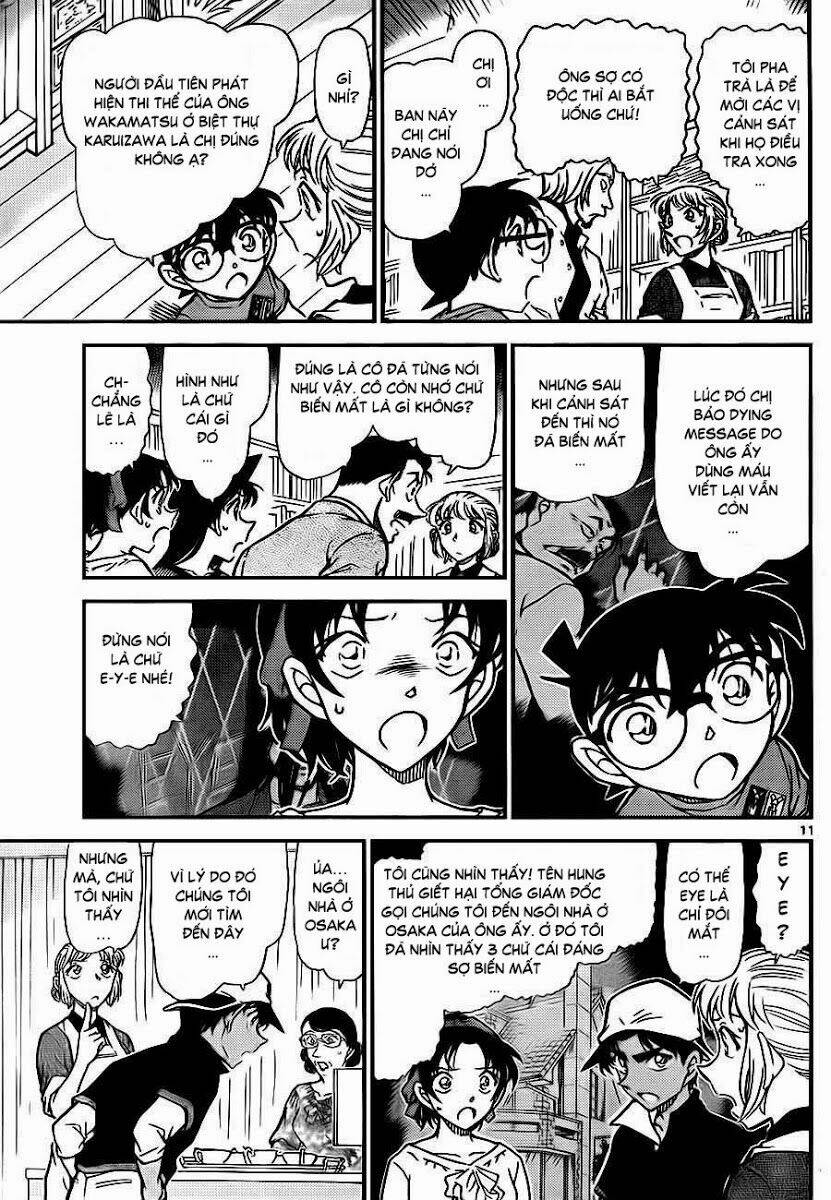 TÔI PHA
TRÀ LÀ ĐỂ
MỜI CÁC VỊ
CẢNH SÁT
KHI HỌ ĐIỀU
TRA XONG
ÔNG SỢ CÓ
ĐỘC THÌ AI BẮT
UỐNG CHỨ!
CHỊ
ƠI
...
BAN NÃY
CHỊ CHỈ
ĐANG NÓI
DỞ
...
GÌ
NHỈ?
NGƯỜI ĐẦU TIÊN PHÁT
HIỆN THI THỂ CỦA ÔNG
WAKAMATSU Ở BIỆT THỰ
KARUIZAWA LÀ CHỊ ĐÚNG
KHÔNG Ạ?
LÚC ĐÓ CHỊ
BẢO DYING
MESSAGE DO
ÔNG ẤY
DÙNG MÁU
VIẾT LẠI VẪN
CÒN
...
NHƯNG SAU
KHI CẢNH SÁT
ĐẾN THÌ NÓ
ĐÃ BIẾN MẤT
ĐÚNG LÀ CÔ ĐÃ TỪNG NÓI
NHƯ VẬY. CÔ CÒN NHỚ CHỮ
BIẾN MẤT LÀ GÌ KHÔNG?
HÌNH NHƯ
LÀ CHỮ
CÁI GÌ
ĐÓ
...
CH-
CHẲNG
LẼ LÀ
...
ĐỪNG NÓI
LÀ CHỮ
E-Y-E NHÉ!
11
EYE?
CÓ THỂ
EYE LÀ
CHỈ ĐÔI
MẮT
TÔI CŨNG NHÌN THẤY! TÊN HUNG
THỦ GIẾT HẠI TỔNG GIÁM ĐỐC
GỌI CHÚNG TÔI ĐẾN NGÔI NHÀ Ở
OSAKA CỦA ÔNG ẤY. Ở ĐÓ TÔI
ĐÃ NHÌN THẤY 3 CHỮ CÁI ĐÁNG
SỢ BIẾN MẤT
...
ỦA...
NGÔI
NHÀ Ở
OSAKA
Ư?
VÌ LÝ DO ĐÓ
CHÚNG TÔI
MỚI TÌM
ĐẾN ĐÂY
NHƯNG
MÀ, CHỮ
TÔI NHÌN
THẤY
...